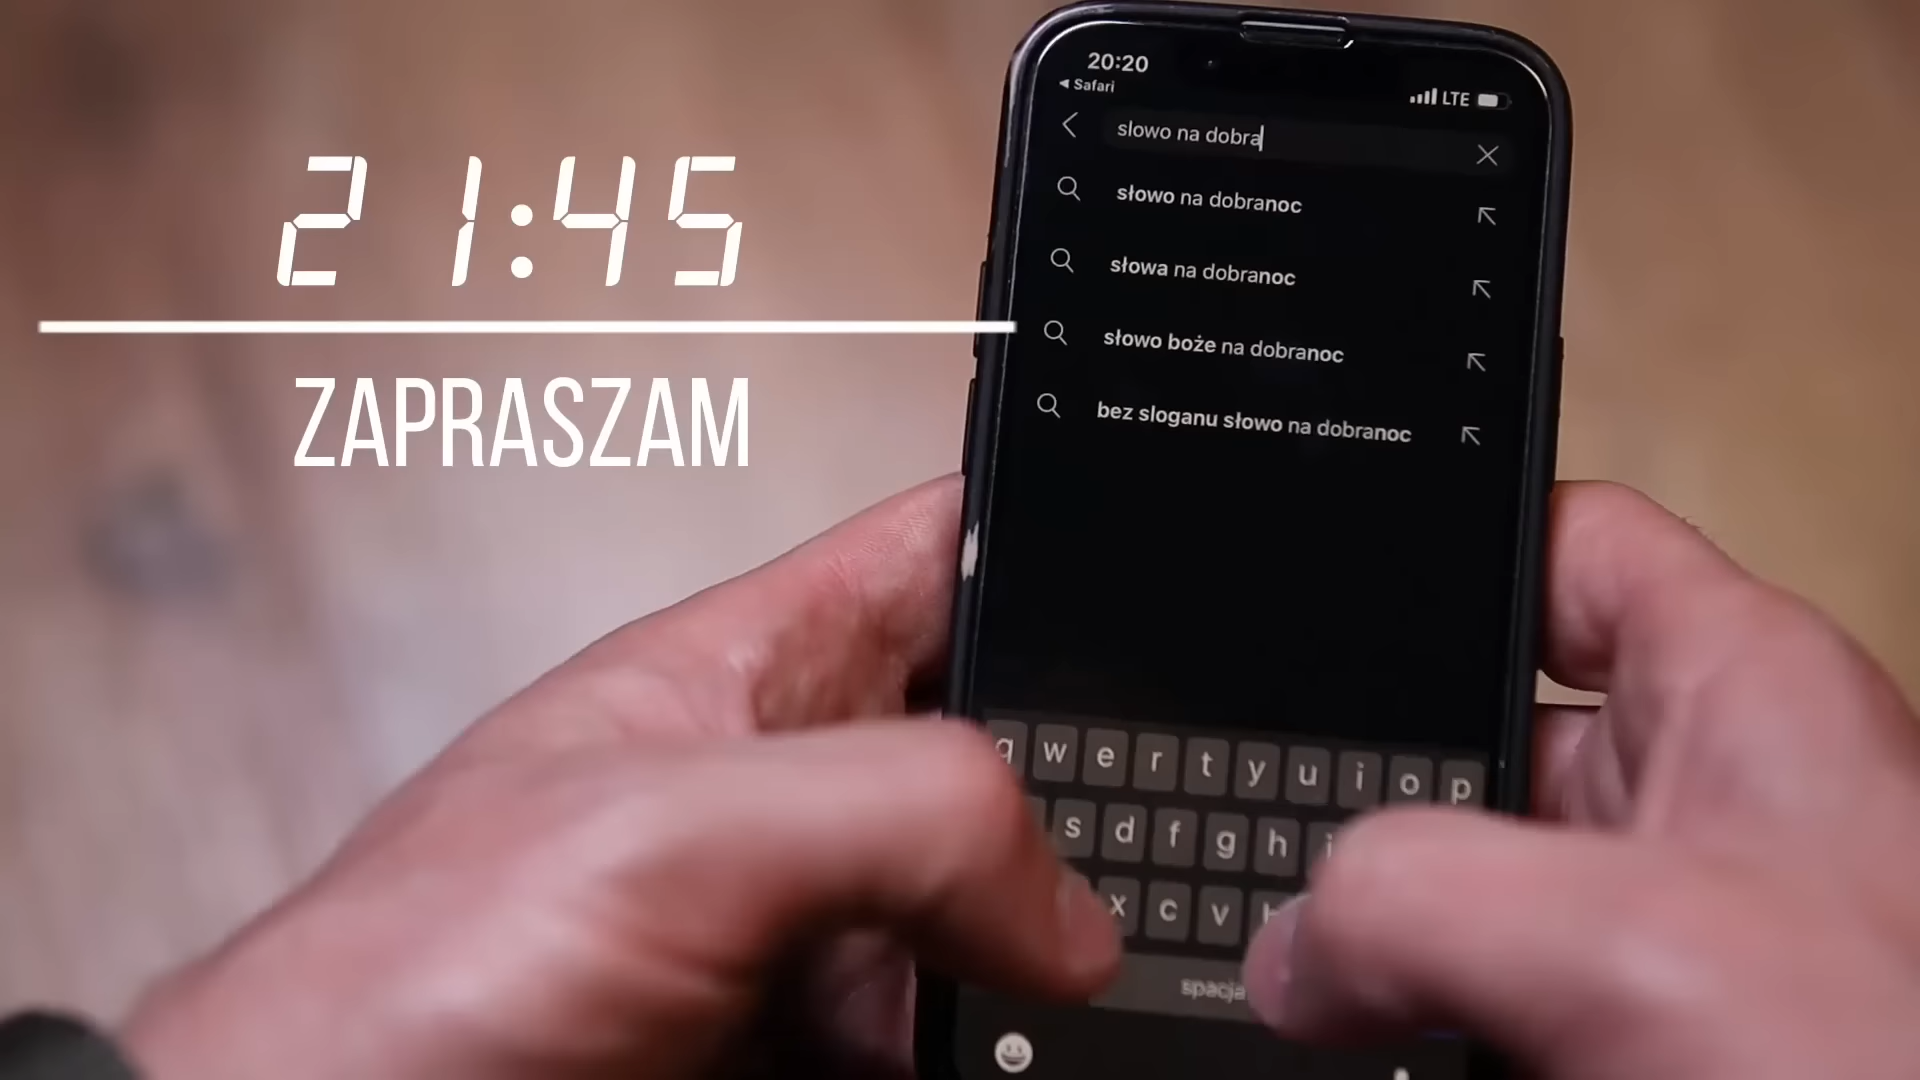 21:45
ZAPRASZAM
20:20
◀ Safari
LTE
slowo na dobra
słowo na dobranoc
słowa na dobranoc
słowo boże na dobranoc
bez sloganu słowo na dobranoc
q w e r t y u i o p
s d f g h
x c v
spacja